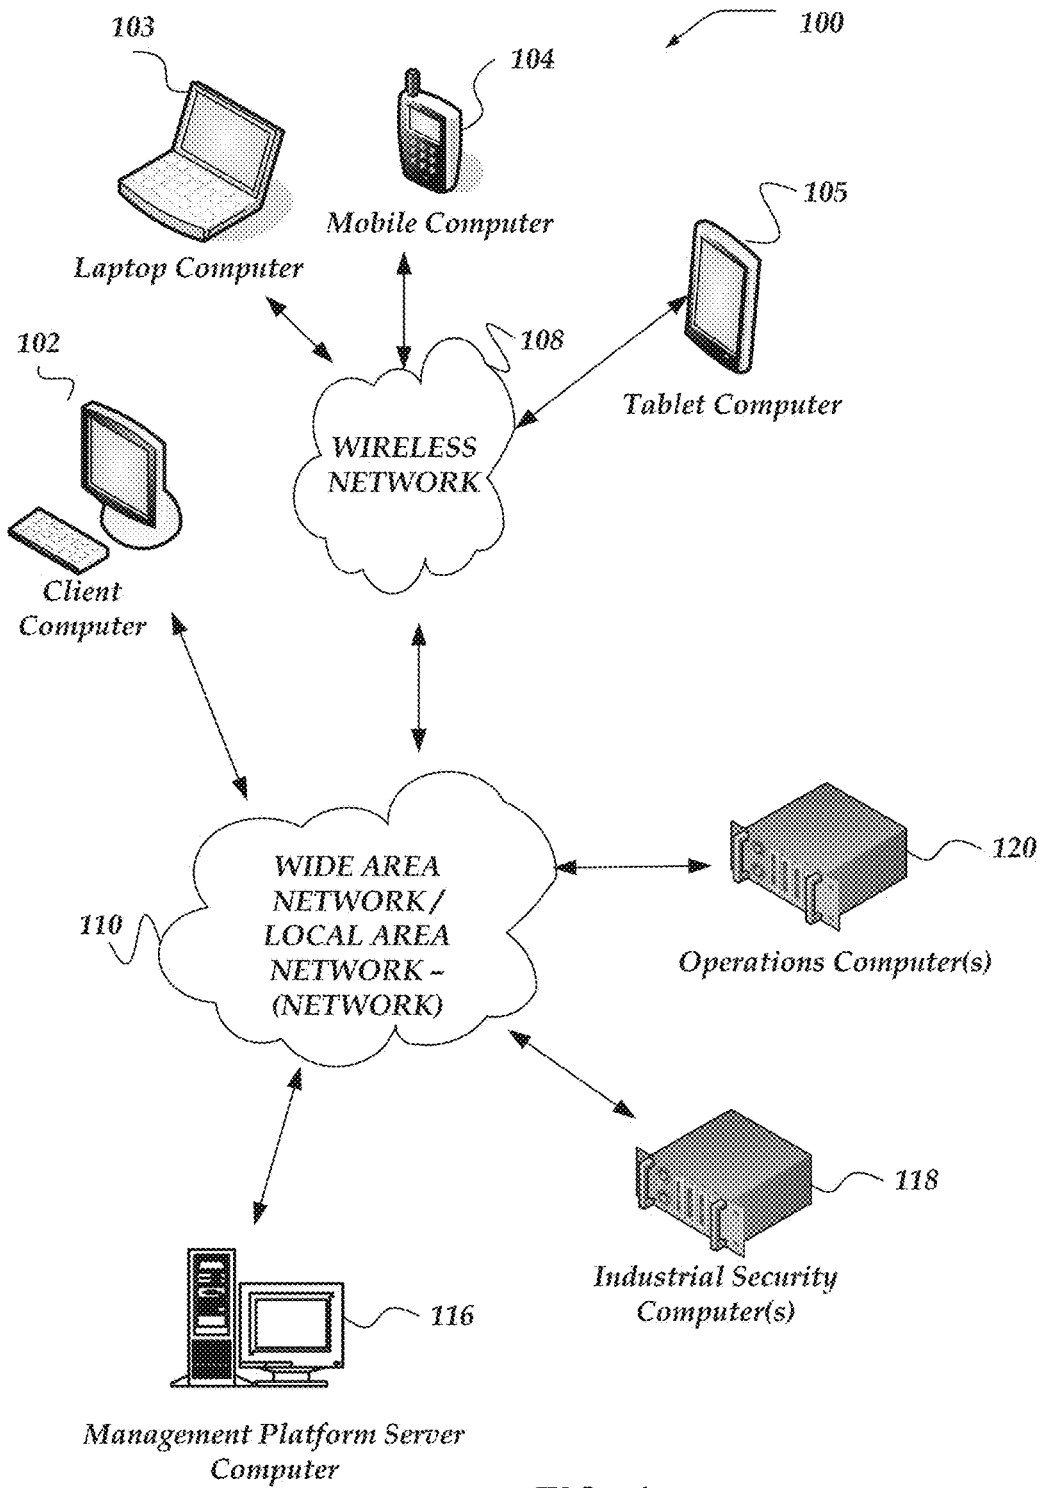 103
100
104
105
Mobile Computer
Laptop Computer
108
102
Tablet Computer
WIRELESS
NETWORK
Client
Computer
WIDE AREA
NETWORK /
LOCAL AREA
NETWORK –
(NETWORK)
110
120
Operations Computer(s)
118
Industrial Security
Computer(s)
116
Management Platform Server
Computer